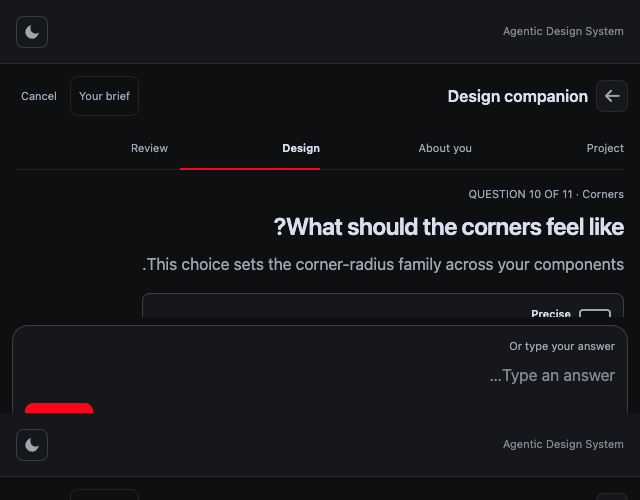 Agentic Design System
Design companion
Your brief
Cancel
Project
About you
Design
Review
QUESTION 10 OF 11 · Corners
?What should the corners feel like
.This choice sets the corner-radius family across your components
Precise
Or type your answer
...Type an answer
Agentic Design System